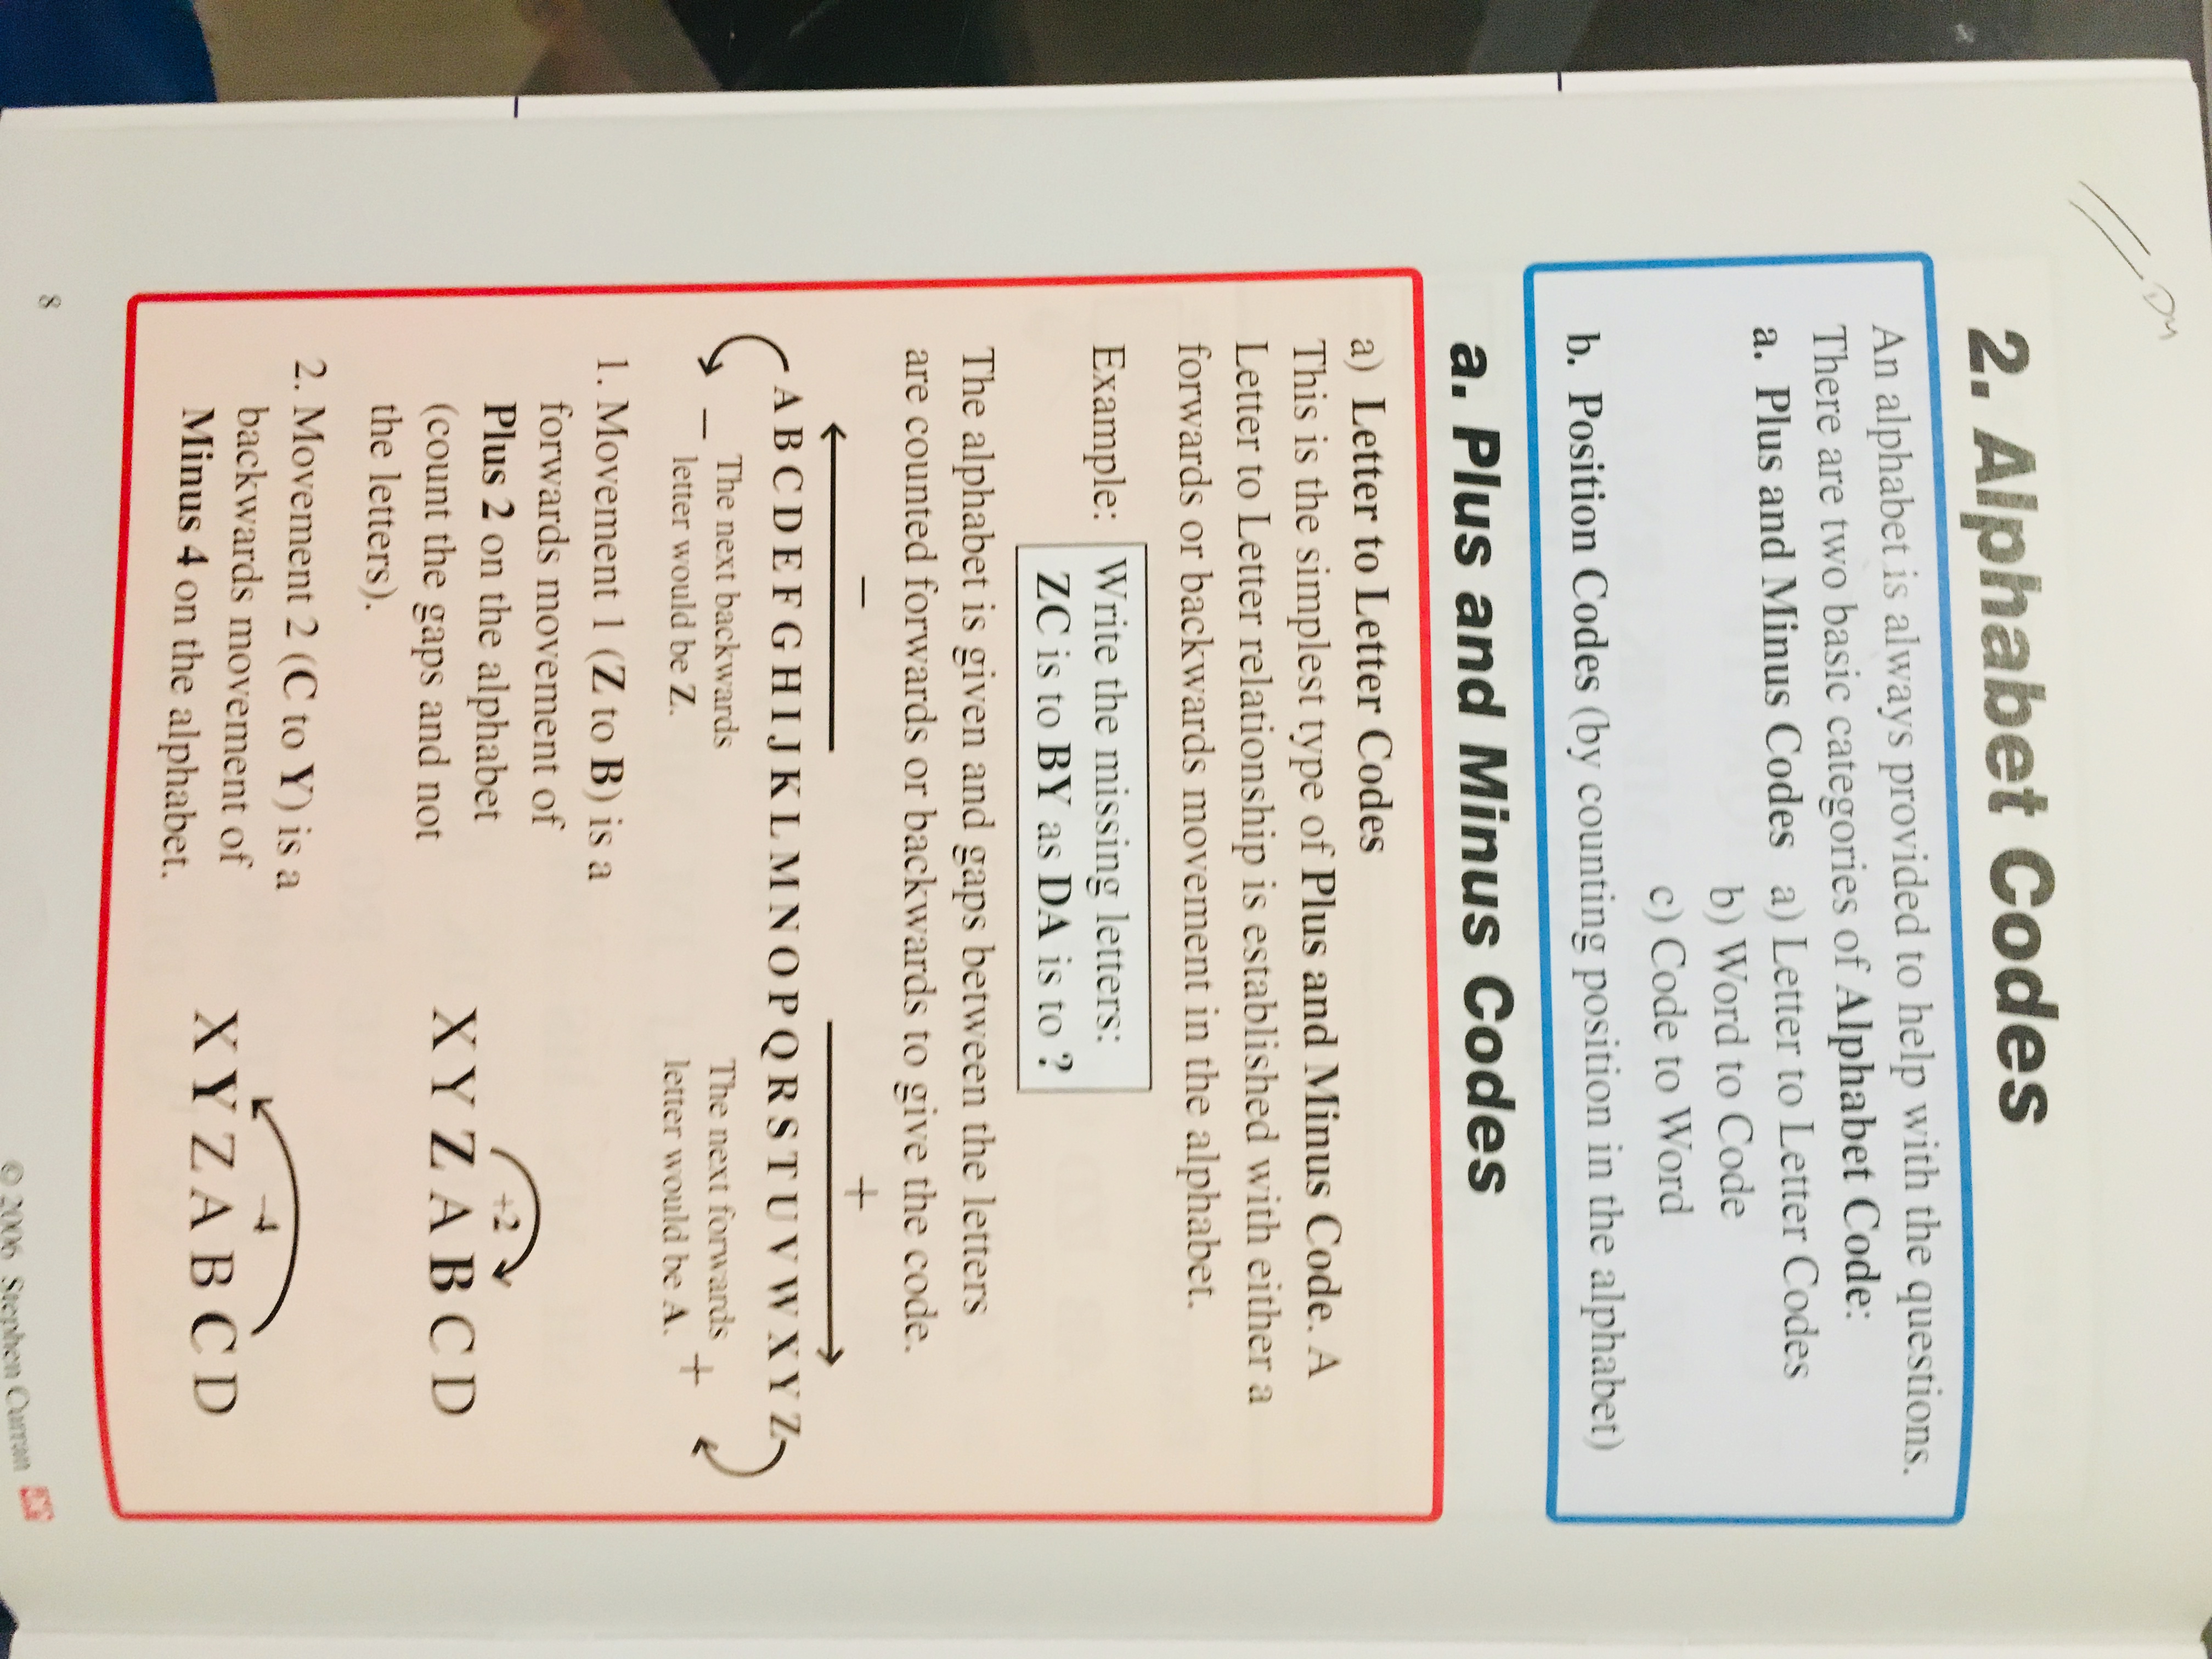 2. Alphabet Codes
An alphabet is always provided to help with the questions.
There are two basic categories of Alphabet Code:
a. Plus and Minus Codes a) Letter to Letter Codes
b) Word to Code
c) Code to Word
b. Position Codes (by counting position in the alphabet)
a. Plus and Minus Codes
a) Letter to Letter Codes
This is the simplest type of Plus and Minus Code. A
Letter to Letter relationship is established with either a
forwards or backwards movement in the alphabet.
Example: Write the missing letters:
ZC is to BY as DA is to ?
The alphabet is given and gaps between the letters
are counted forwards or backwards to give the code.
− +
A B C D E F G H I J K L M N O P Q R S T U V W X Y Z
− The next backwards
letter would be Z.
The next forwards +
letter would be A.
1. Movement 1 (Z to B) is a
forwards movement of
Plus 2 on the alphabet
(count the gaps and not
the letters).
+2
X Y Z A B C D
2. Movement 2 (C to Y) is a
backwards movement of
Minus 4 on the alphabet.
−4
X Y Z A B C D
8
© 2006 Stephen Curran